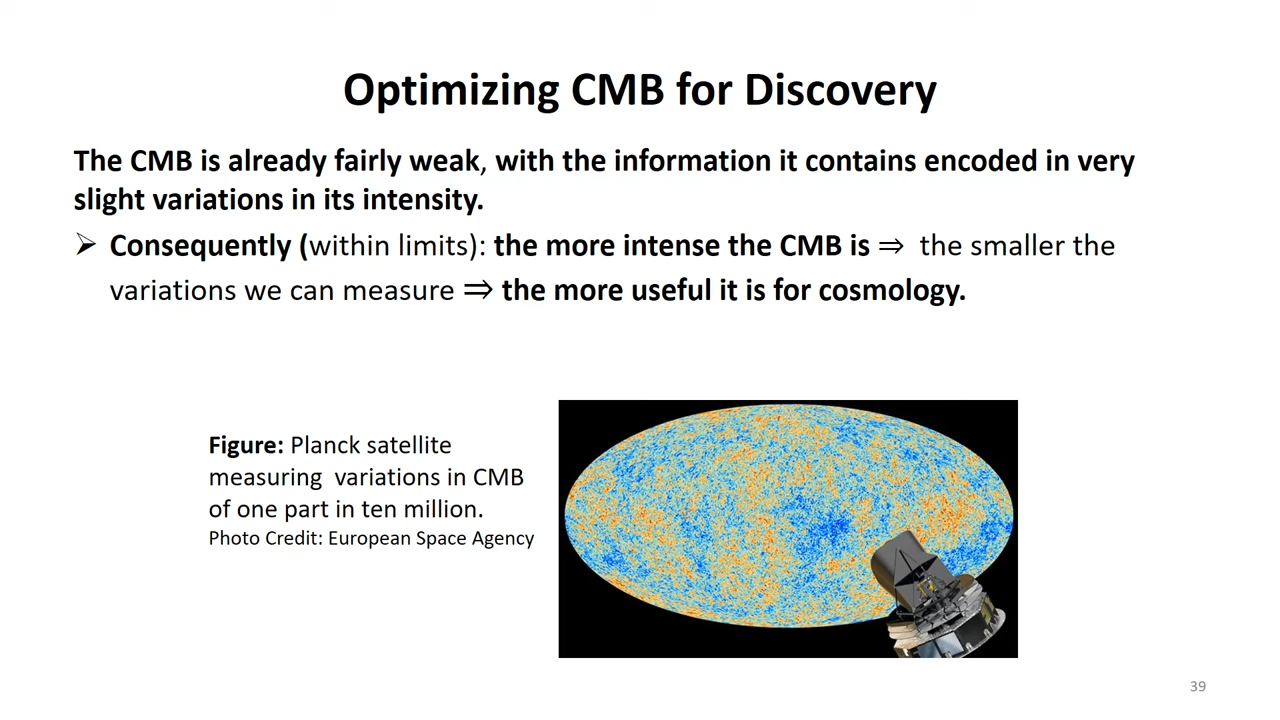 Optimizing CMB for Discovery
The CMB is already fairly weak, with the information it contains encoded in very
slight variations in its intensity.
➢ Consequently (within limits): the more intense the CMB is ⇒ the smaller the
variations we can measure ⇒ the more useful it is for cosmology.
Figure: Planck satellite
measuring variations in CMB
of one part in ten million.
Photo Credit: European Space Agency
39